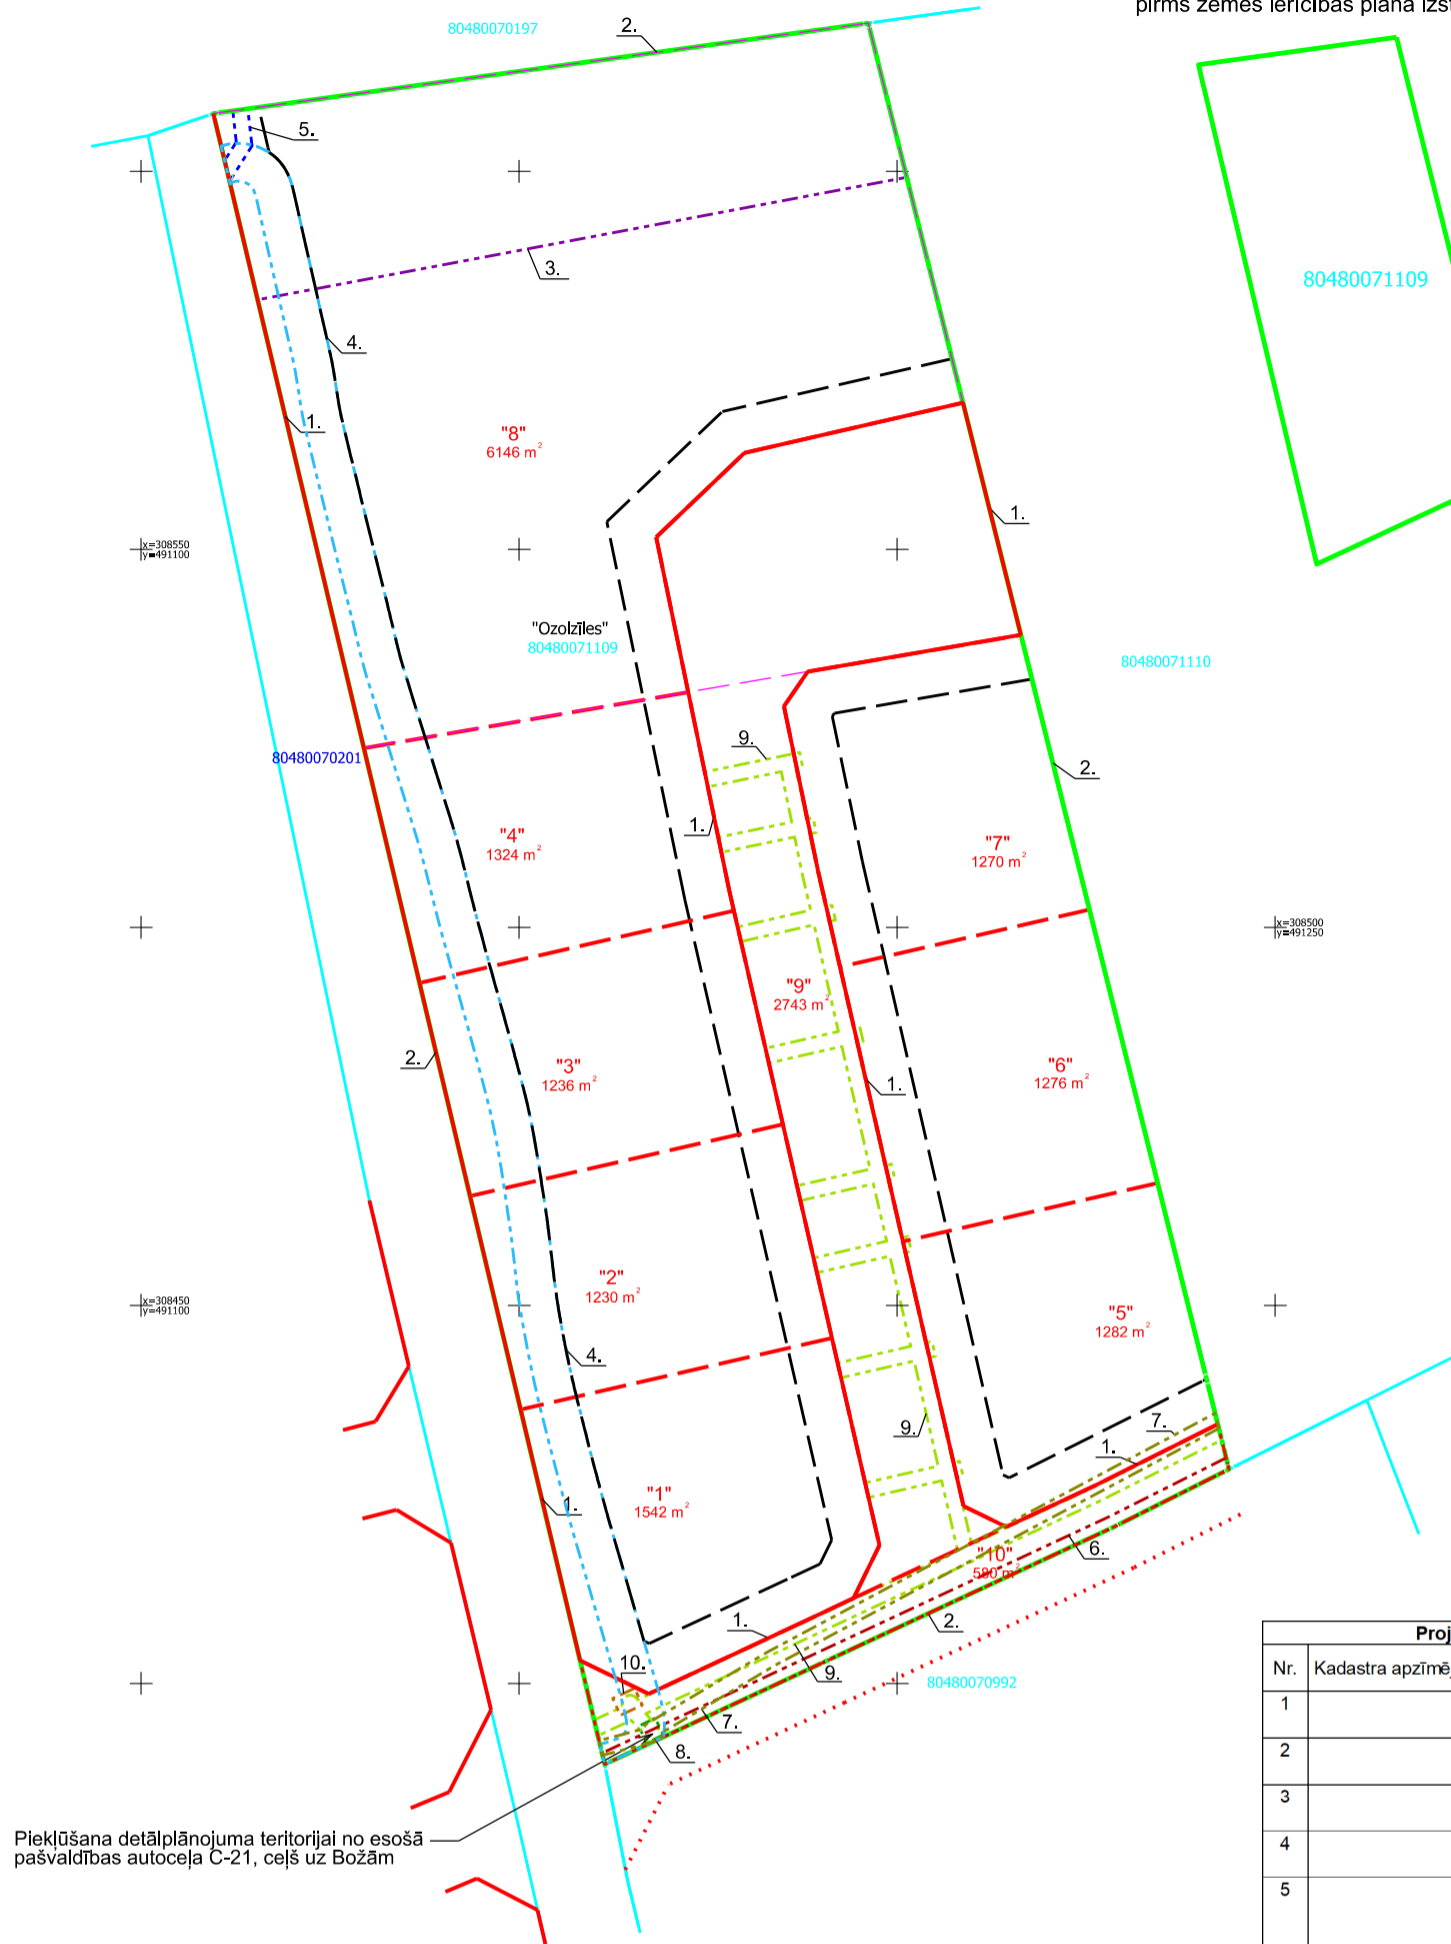 pirms zemes ierīcības plāna izst
80480070197
2.
5.
3.
80480071109
4.
1.
"8"
6146 m²
1.
x=308550
y=491100
"Ozolzīles"
80480071109
80480071110
80480070201
9.
2.
1.
"4"
1324 m²
"7"
1270 m²
x=308500
y=491250
"9"
2743 m²
2.
"3"
1236 m²
"6"
1276 m²
1.
"2"
1230 m²
x=308450
y=491100
"5"
1282 m²
4.
9.
7.
1.
"1"
1542 m²
1.
6.
"10"
580 m²
1.
2.
10.
9.
80480070992
7.
8.
Piekļūšana detālplānojuma teritorijai no esošā
pašvaldības autoceļa C-21, ceļš uz Božām
Proj
Nr. Kadastra apzīmē
1
2
3
4
5